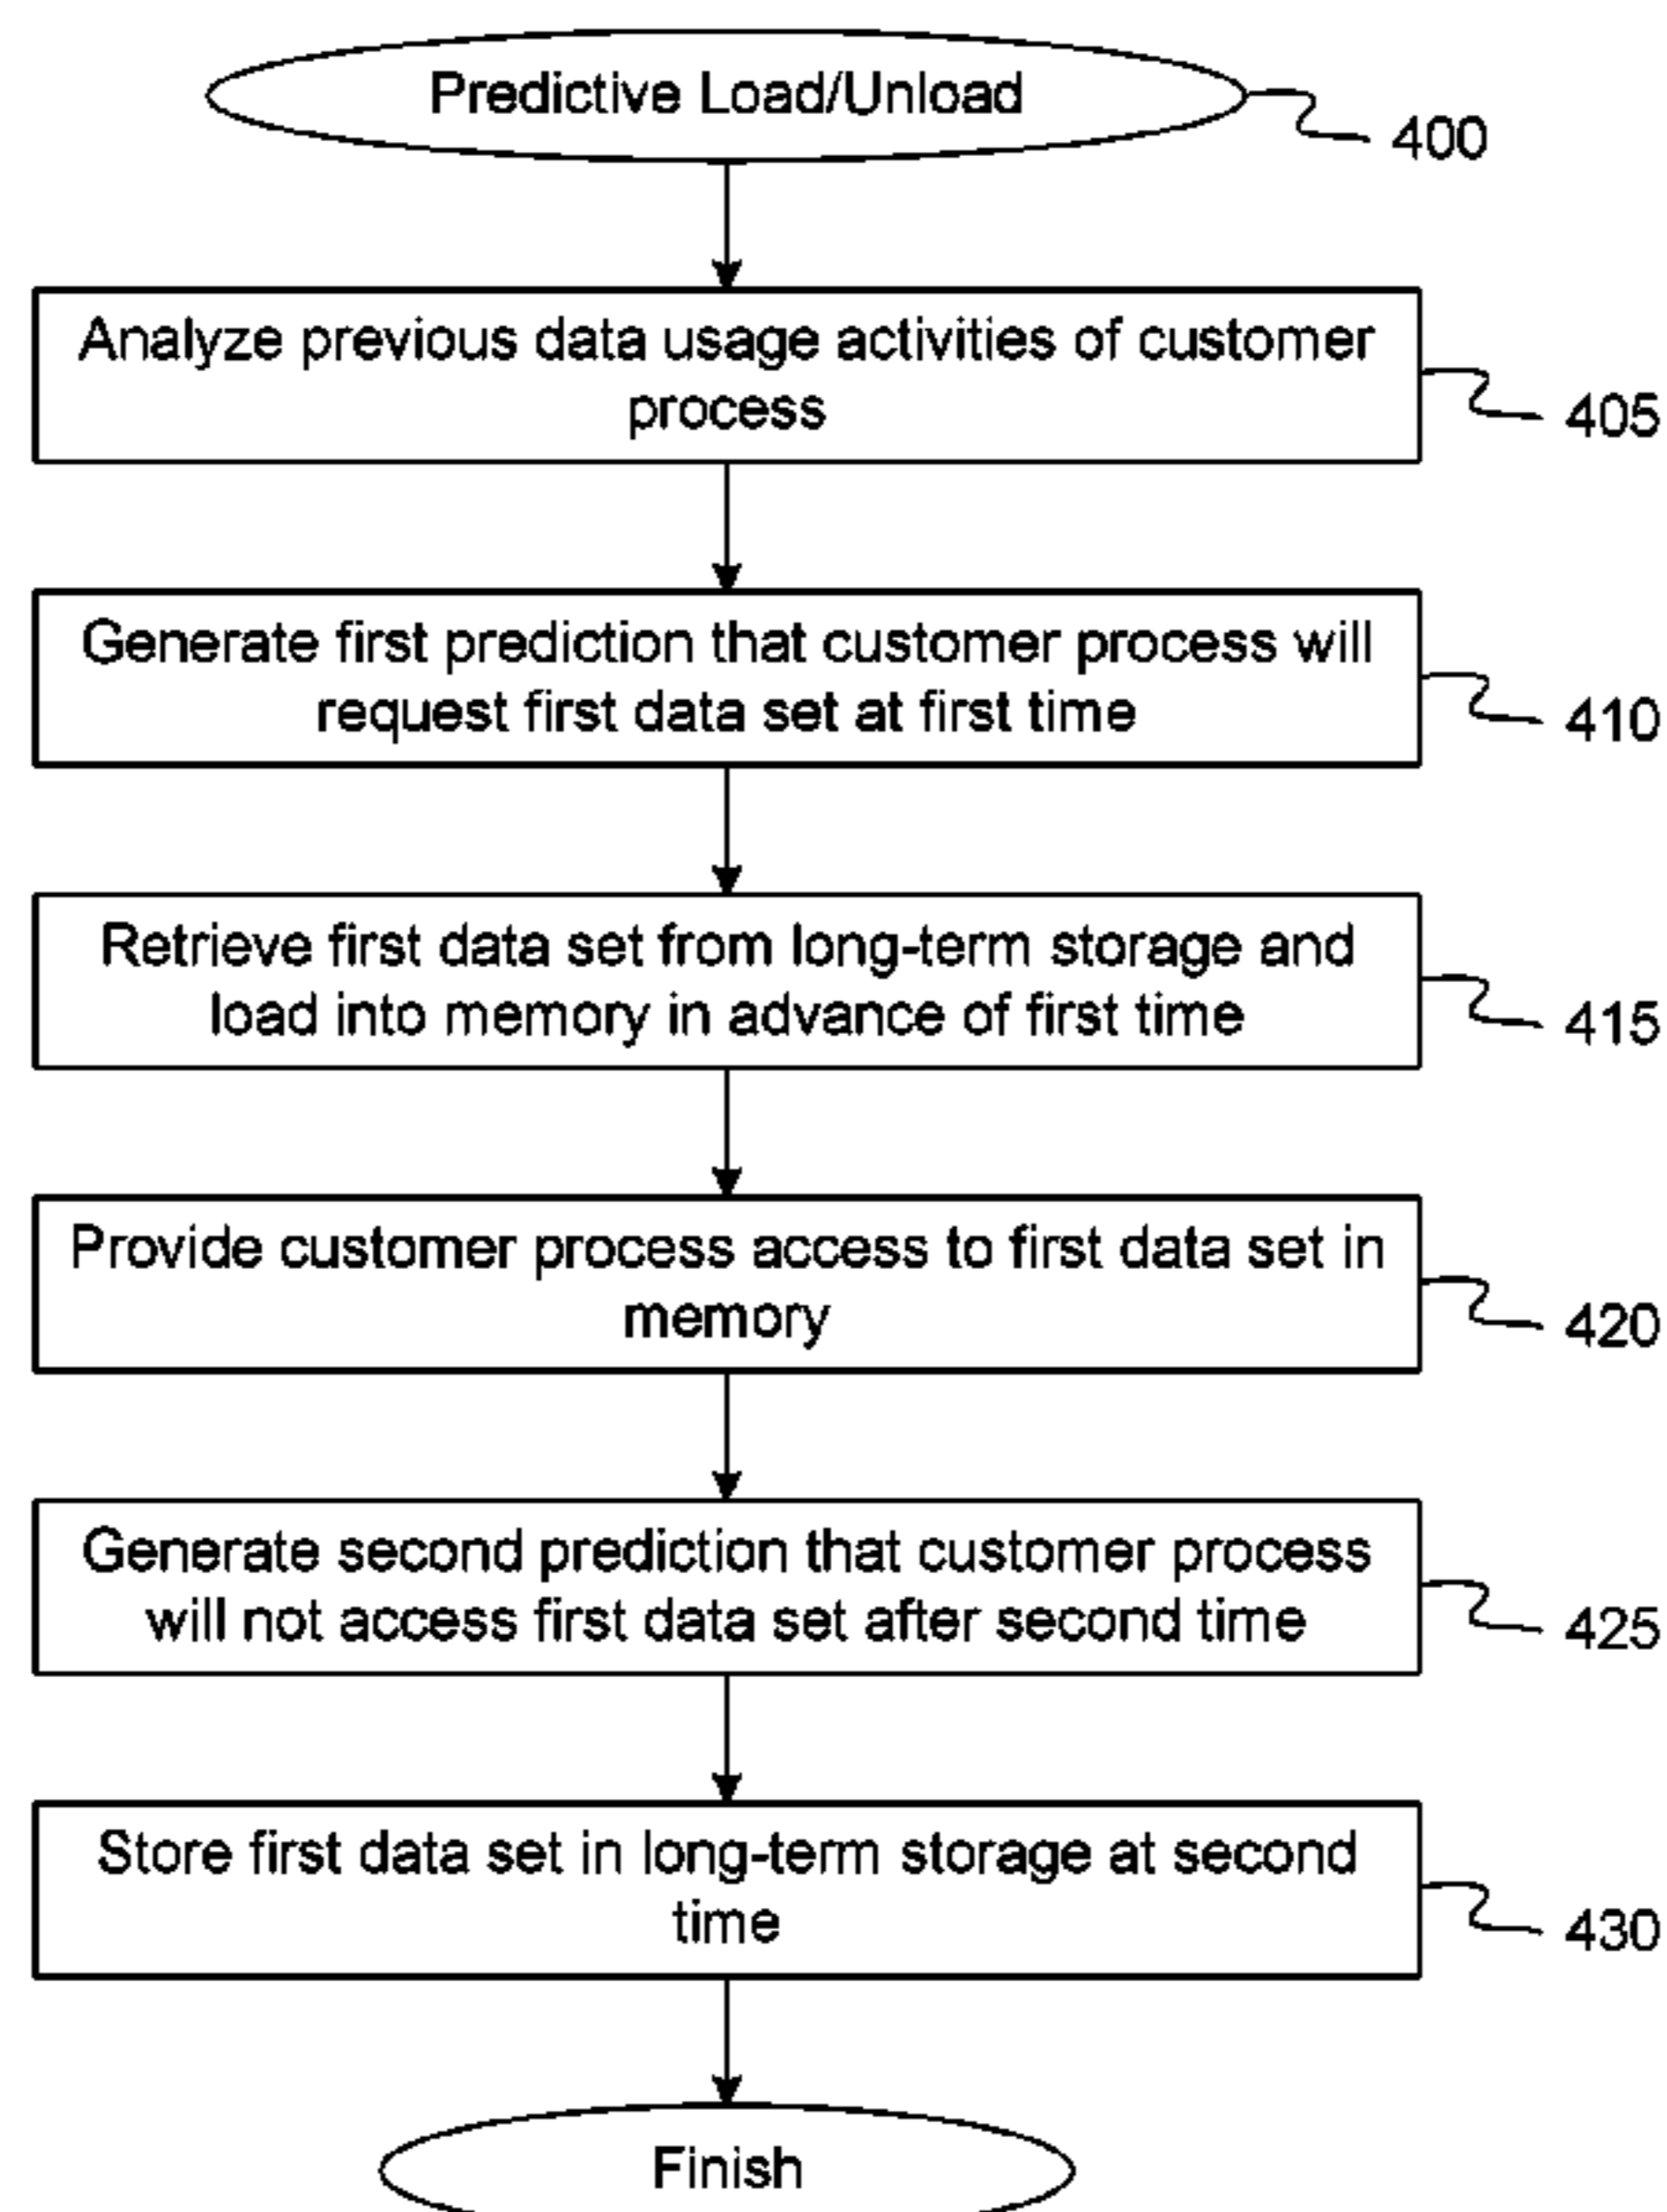 Predictive Load/Unload
400
Analyze previous data usage activities of customer
process
405
Generate first prediction that customer process will
request first data set at first time
410
Retrieve first data set from long-term storage and
load into memory in advance of first time
415
Provide customer process access to first data set in
memory
420
Generate second prediction that customer process
will not access first data set after second time
425
Store first data set in long-term storage at second
time
430
Finish